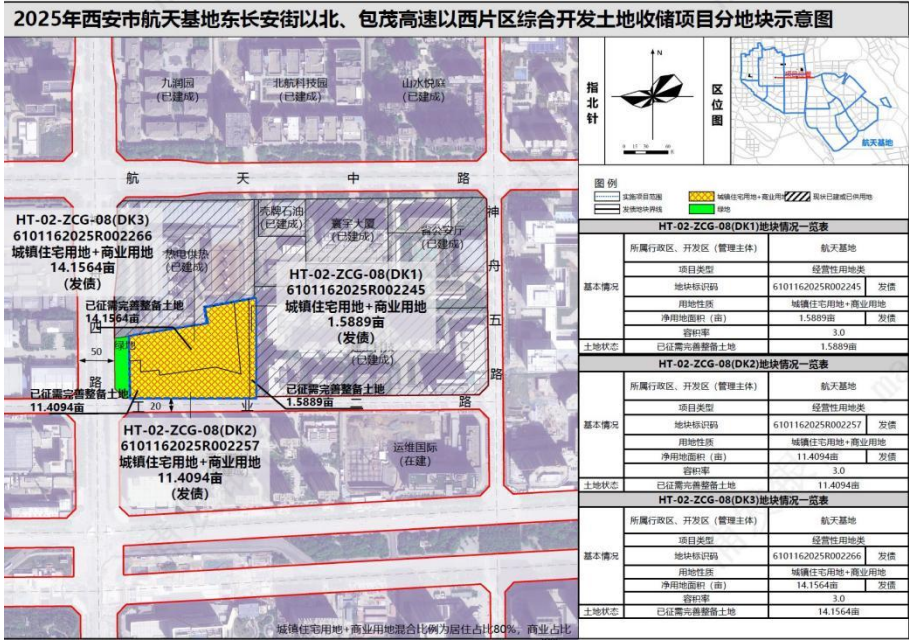 2025年西安市航天基地东长安街以北、包茂高速以西片区综合开发土地收储项目分地块示意图
九润园
(已建成)
北航科技园
(已建成)
山水悦庭
(已建成)
航 天 中 路
HT-02-ZCG-08(DK3)
6101162025R002266
城镇住宅用地+商业用地
14.1564亩
(发债)
热电供热
(已建成)
壳牌石油
(已建成)
寰宇大厦
(已建成)
省公安厅
(已建成)
神舟五路
HT-02-ZCG-08(DK1)
6101162025R002245
城镇住宅用地+商业用地
1.5889亩
(发债)
(已建成)
已征需完善整备土地
14.1564亩
四
路
50
绿地
已征需完善整备土地
11.4094亩
已征需完善整备土地
1.5889亩
工 业 二 路
20
HT-02-ZCG-08(DK2)
6101162025R002257
城镇住宅用地+商业用地
11.4094亩
(发债)
运维国际
(在建)
城镇住宅用地+商业用地混合比例为居住占比80%，商业占比
指北针
N
区位图
航天基地
图例
实施项目范围
城镇住宅用地+商业用地
现状已建或已供用地
发债地块界线
绿地
HT-02-ZCG-08(DK1)地块情况一览表
基本情况
所属行政区、开发区（管理主体） 航天基地
项目类型 经营性用地类
地块标识码 6101162025R002245 发债
用地性质 城镇住宅用地+商业用地
净用地面积（亩） 1.5889亩 发债
容积率 3.0
土地状态 已征需完善整备土地 1.5889亩
HT-02-ZCG-08(DK2)地块情况一览表
基本情况
所属行政区、开发区（管理主体） 航天基地
项目类型 经营性用地类
地块标识码 6101162025R002257 发债
用地性质 城镇住宅用地+商业用地
净用地面积（亩） 11.4094亩 发债
容积率 3.0
土地状态 已征需完善整备土地 11.4094亩
HT-02-ZCG-08(DK3)地块情况一览表
基本情况
所属行政区、开发区（管理主体） 航天基地
项目类型 经营性用地类
地块标识码 6101162025R002266 发债
用地性质 城镇住宅用地+商业用地
净用地面积（亩） 14.1564亩 发债
容积率 3.0
土地状态 已征需完善整备土地 14.1564亩